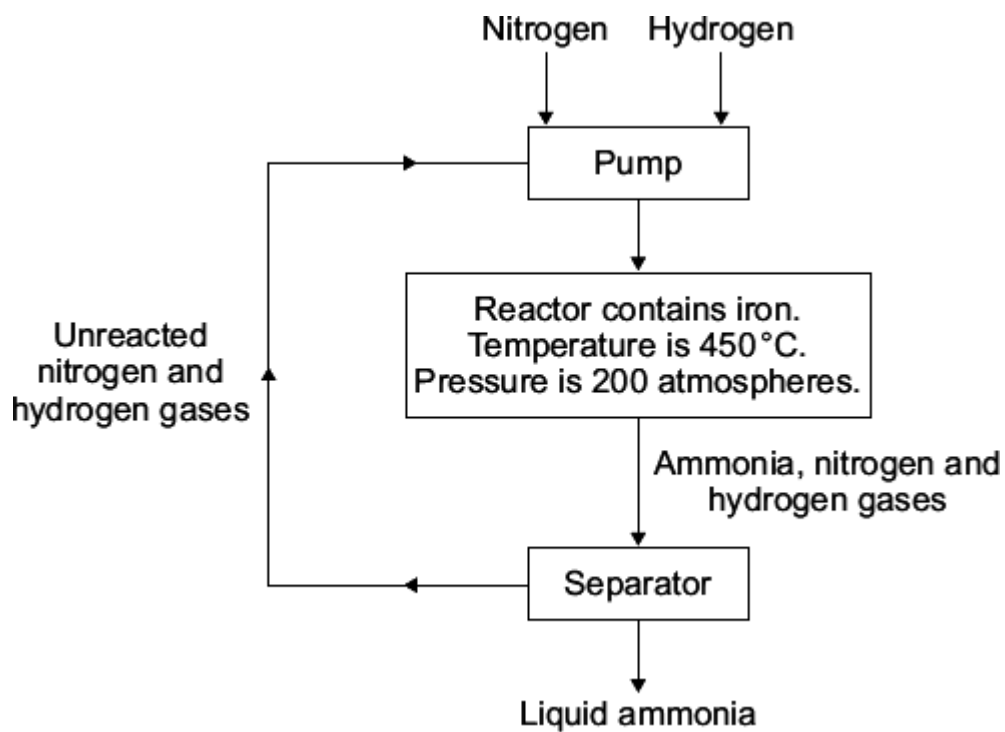 Nitrogen
Hydrogen
Pump
Reactor contains iron.
Temperature is 450 °C.
Pressure is 200 atmospheres.
Unreacted
nitrogen and
hydrogen gases
Ammonia, nitrogen and
hydrogen gases
Separator
Liquid ammonia